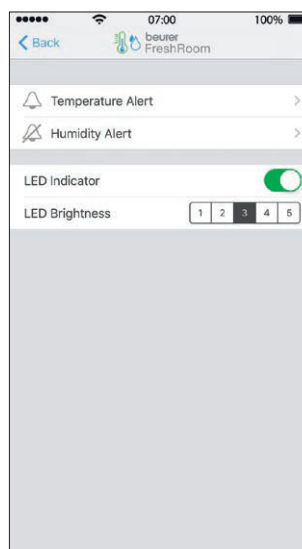 07:00 100%
Back beurer
FreshRoom
Temperature Alert
Humidity Alert
LED Indicator
LED Brightness 1 2 3 4 5